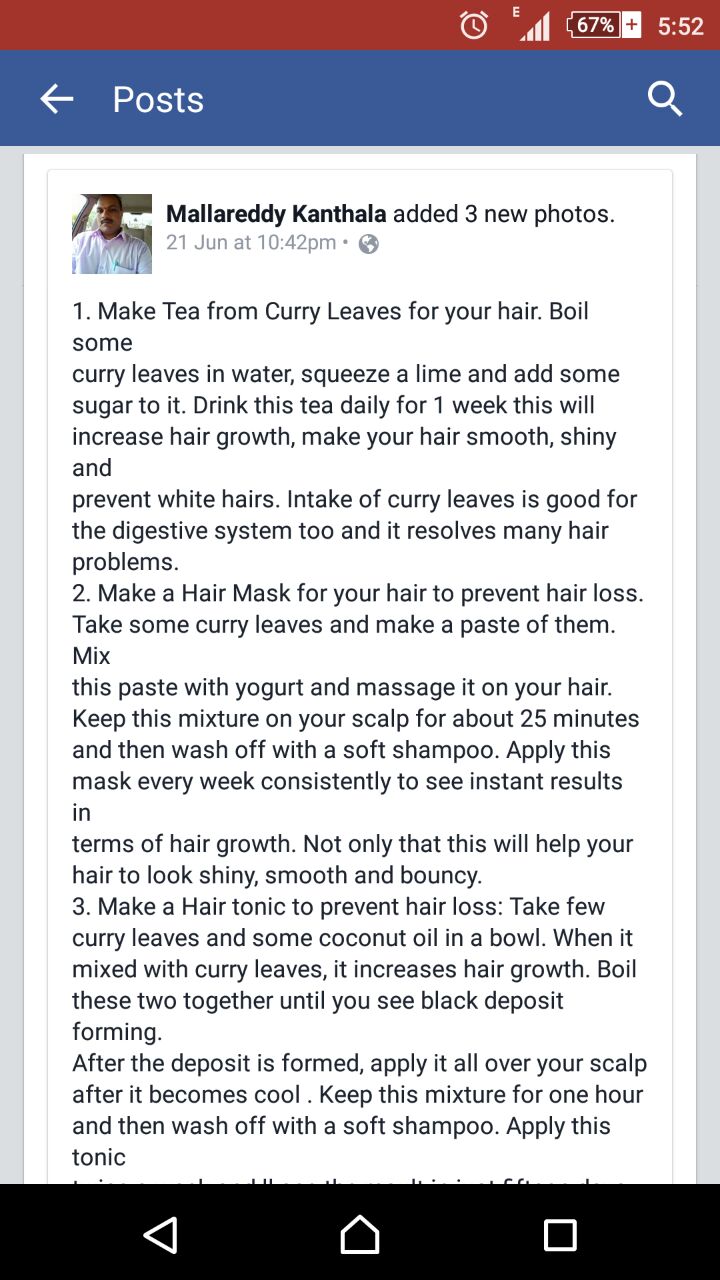 E
67%
5:52
Posts
Mallareddy Kanthala added 3 new photos.
21 Jun at 10:42pm •
1. Make Tea from Curry Leaves for your hair. Boil
some
curry leaves in water, squeeze a lime and add some
sugar to it. Drink this tea daily for 1 week this will
increase hair growth, make your hair smooth, shiny
and
prevent white hairs. Intake of curry leaves is good for
the digestive system too and it resolves many hair
problems.
2. Make a Hair Mask for your hair to prevent hair loss.
Take some curry leaves and make a paste of them.
Mix
this paste with yogurt and massage it on your hair.
Keep this mixture on your scalp for about 25 minutes
and then wash off with a soft shampoo. Apply this
mask every week consistently to see instant results
in
terms of hair growth. Not only that this will help your
hair to look shiny, smooth and bouncy.
3. Make a Hair tonic to prevent hair loss: Take few
curry leaves and some coconut oil in a bowl. When it
mixed with curry leaves, it increases hair growth. Boil
these two together until you see black deposit
forming.
After the deposit is formed, apply it all over your scalp
after it becomes cool . Keep this mixture for one hour
and then wash off with a soft shampoo. Apply this
tonic